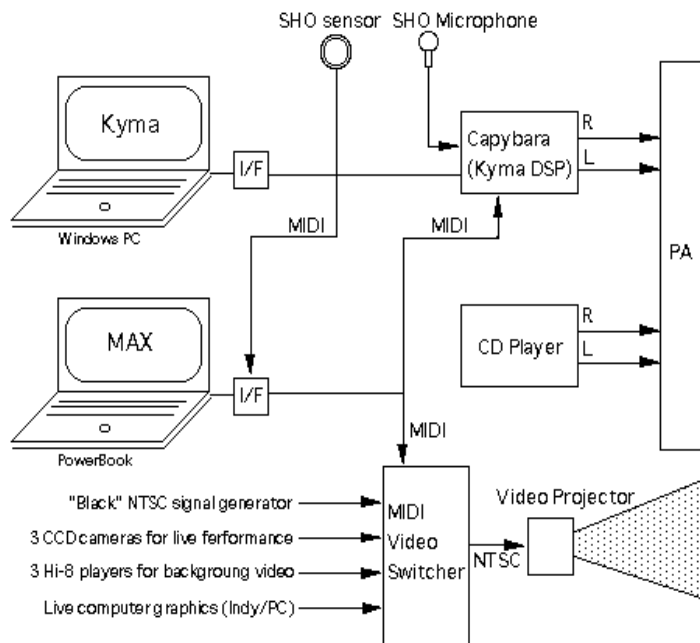 SHO sensor
SHO Microphone
Kyma
I/F
Windows PC
Capybara
(Kyma DSP)
R
L
MIDI
MIDI
PA
MAX
I/F
PowerBook
CD Player
R
L
MIDI
"Black" NTSC signal generator
3 CCD cameras for live ferformance
3 Hi-8 players for backgroung video
Live computer graphics (Indy/PC)
MIDI
Video
Switcher
NTSC
Video Projector